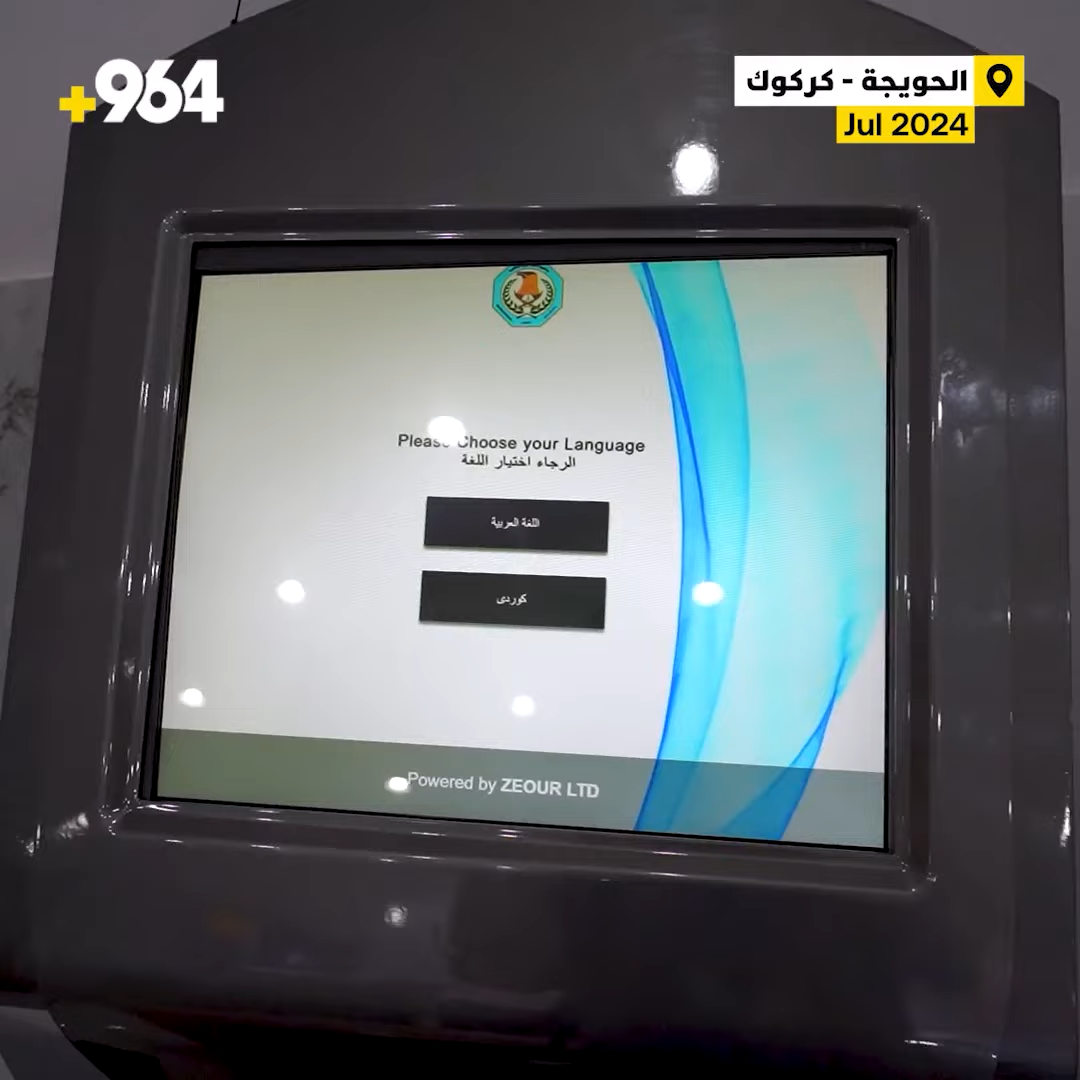 +964
الحويجة - كركوك
Jul 2024
Please Choose your Language
الرجاء اختيار اللغة
اللغة العربية
كوردى
Powered by ZEOUR LTD